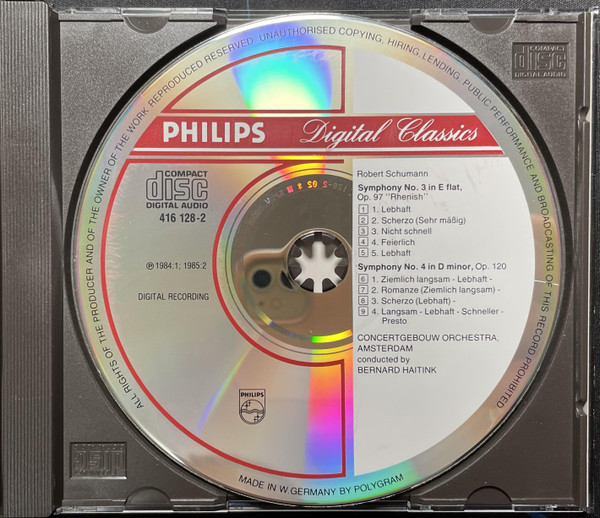 ALL RIGHTS OF THE PRODUCER AND OF THE OWNER OF THE WORK REPRODUCED RESERVED. UNAUTHORISED COPYING, HIRING, LENDING, PUBLIC PERFORMANCE AND BROADCASTING OF THIS RECORD PROHIBITED
COMPACT
disc
DIGITAL AUDIO
PHILIPS Digital Classics
COMPACT
disc
DIGITAL AUDIO
416 128-2
℗ 1984:1; 1985:2
DIGITAL RECORDING
PHILIPS
Robert Schumann
Symphony No. 3 in E flat,
Op. 97 "Rhenish"
1 1. Lebhaft
2 2. Scherzo (Sehr mäßig)
3 3. Nicht schnell
4 4. Feierlich
5 5. Lebhaft
Symphony No. 4 in D minor, Op. 120
6 1. Ziemlich langsam - Lebhaft -
7 2. Romanze (Ziemlich langsam) -
8 3. Scherzo (Lebhaft) -
9 4. Langsam - Lebhaft - Schneller -
Presto
CONCERTGEBOUW ORCHESTRA,
AMSTERDAM
conducted by
BERNARD HAITINK
MADE IN W. GERMANY BY POLYGRAM